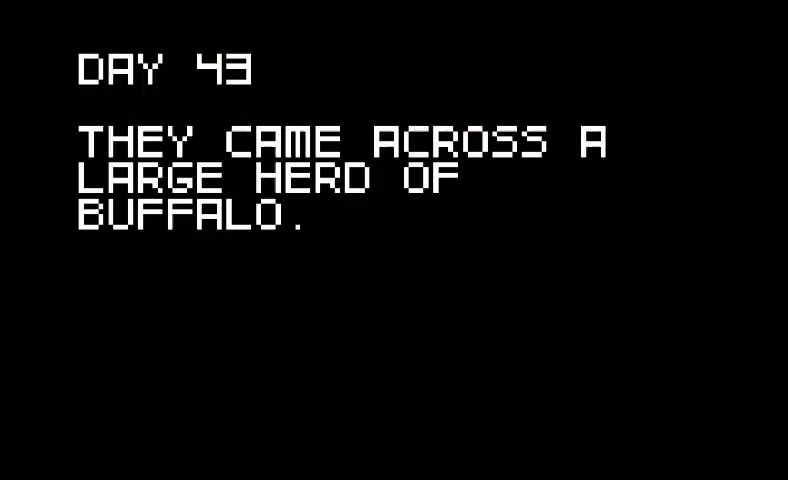 DAY 43
THEY CAME ACROSS A
LARGE HERD OF
BUFFALO.